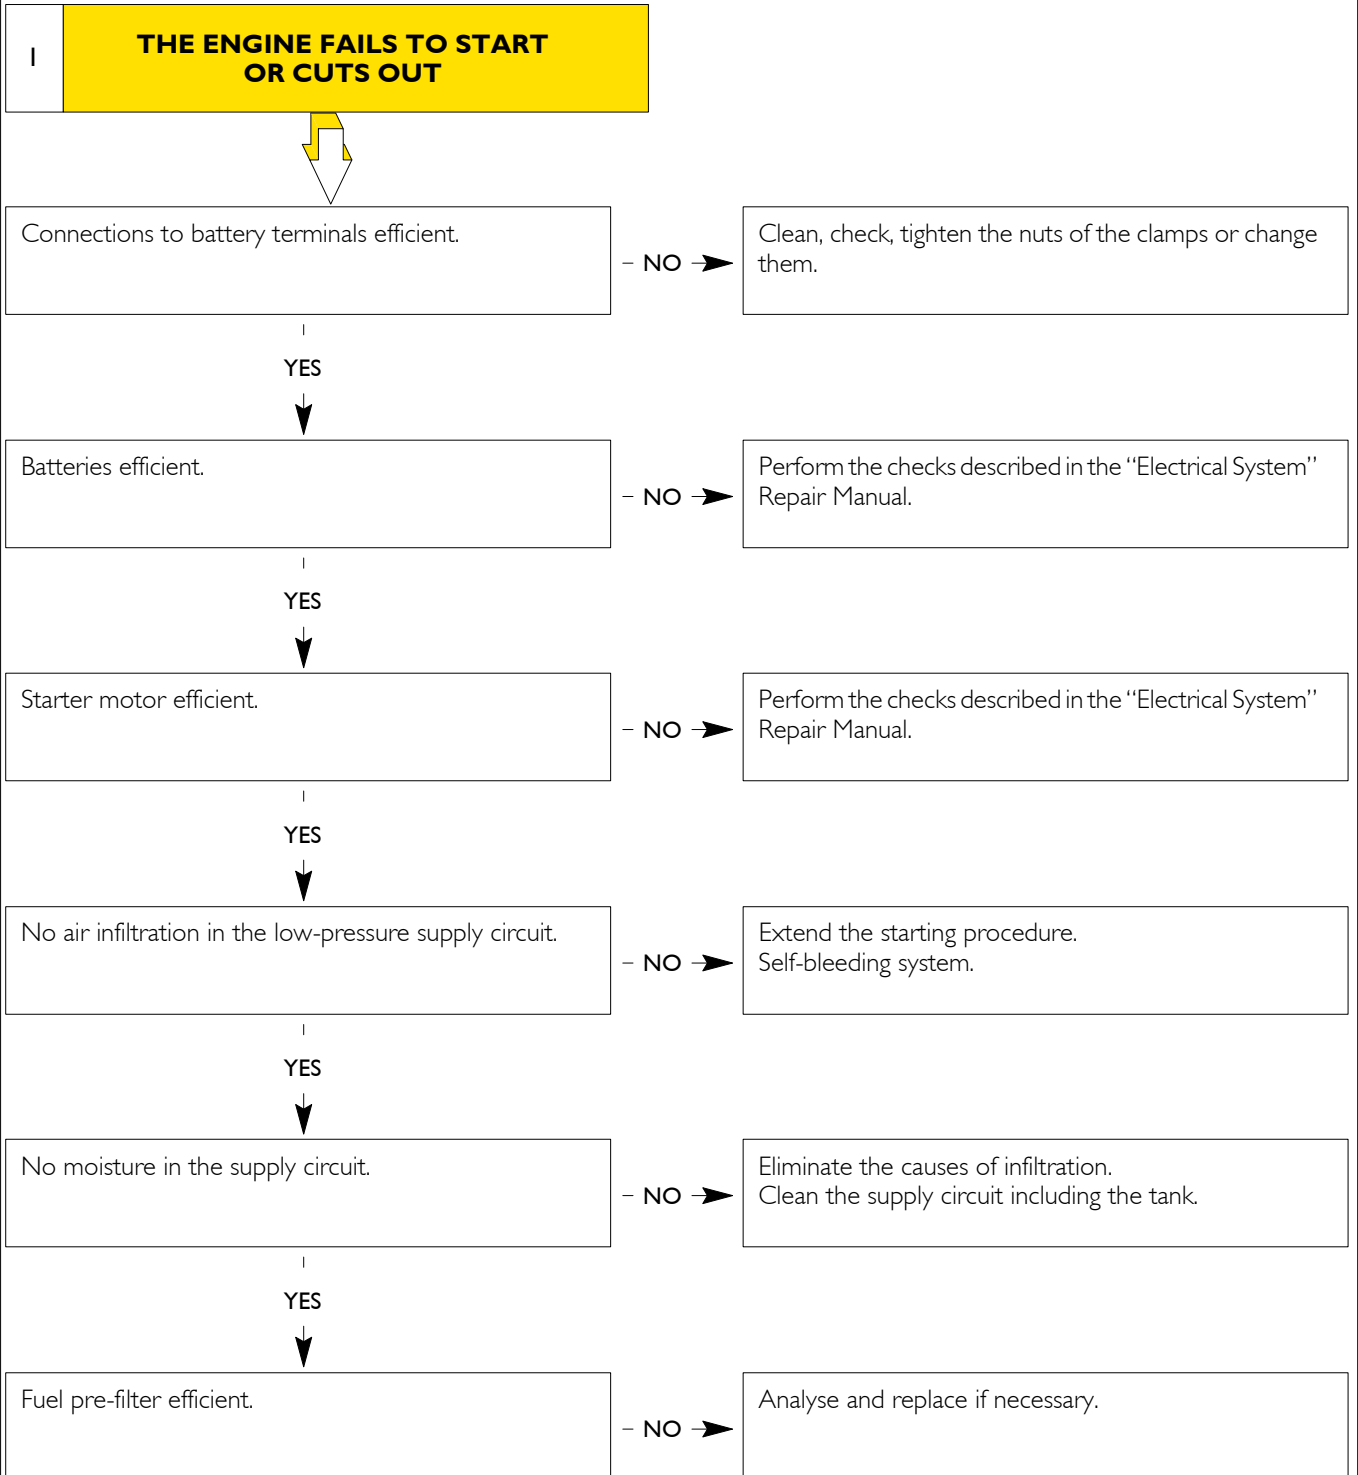 1
THE ENGINE FAILS TO START
OR CUTS OUT
Connections to battery terminals efficient.
- NO
Clean, check, tighten the nuts of the clamps or change
them.
YES
Batteries efficient.
- NO
Perform the checks described in the “Electrical System”
Repair Manual.
YES
Starter motor efficient.
- NO
Perform the checks described in the “Electrical System”
Repair Manual.
YES
No air infiltration in the low-pressure supply circuit.
- NO
Extend the starting procedure.
Self-bleeding system.
YES
No moisture in the supply circuit.
- NO
Eliminate the causes of infiltration.
Clean the supply circuit including the tank.
YES
Fuel pre-filter efficient.
- NO
Analyse and replace if necessary.